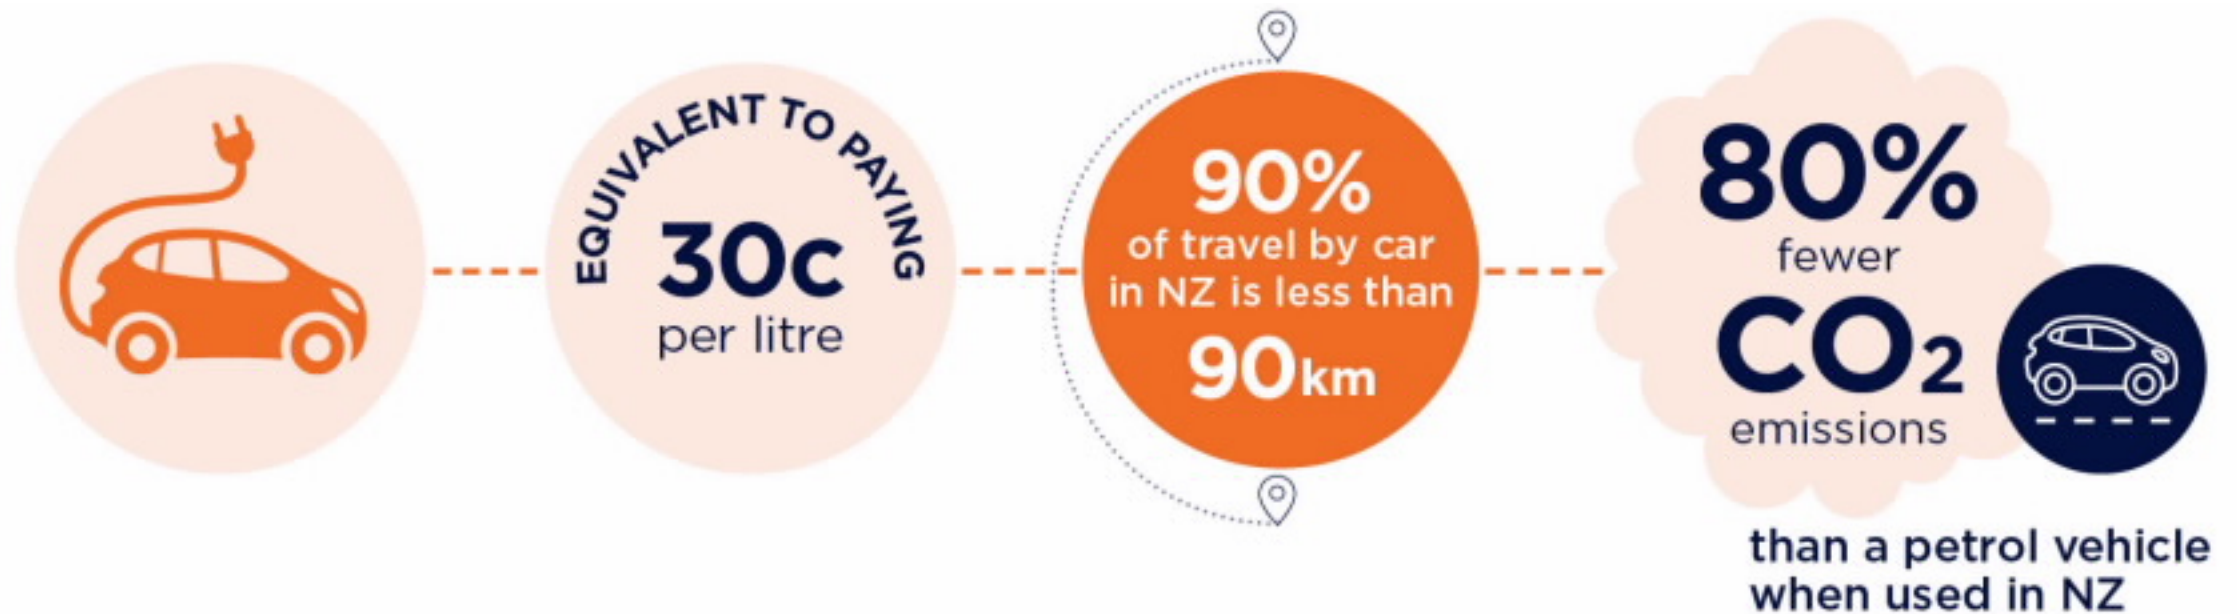 EQUIVALENT TO PAYING
30c
per litre
90%
of travel by car
in NZ is less than
90km
80%
fewer
CO₂
emissions
than a petrol vehicle
when used in NZ